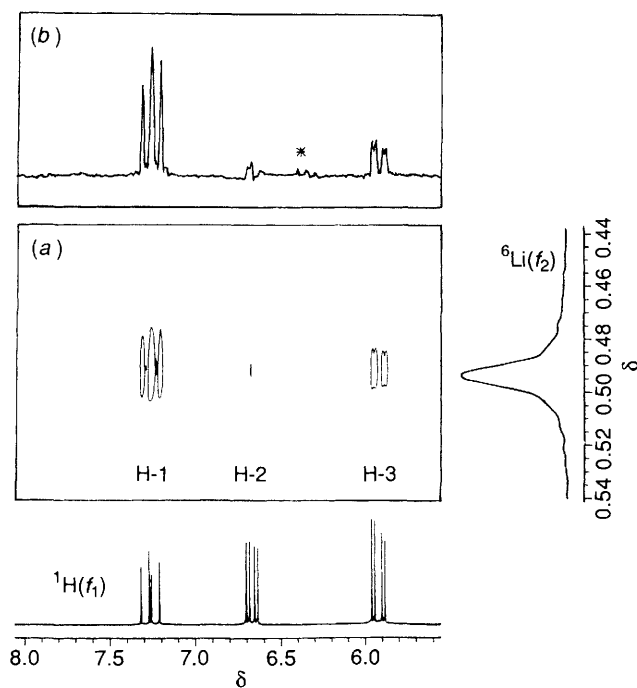 (b)
*
(a)
⁶Li(f₂)
H-1 H-2 H-3
0.44
0.46
0.48
0.50
0.52
0.54
δ
¹H(f₁)
8.0 7.5 7.0 6.5 6.0
δ